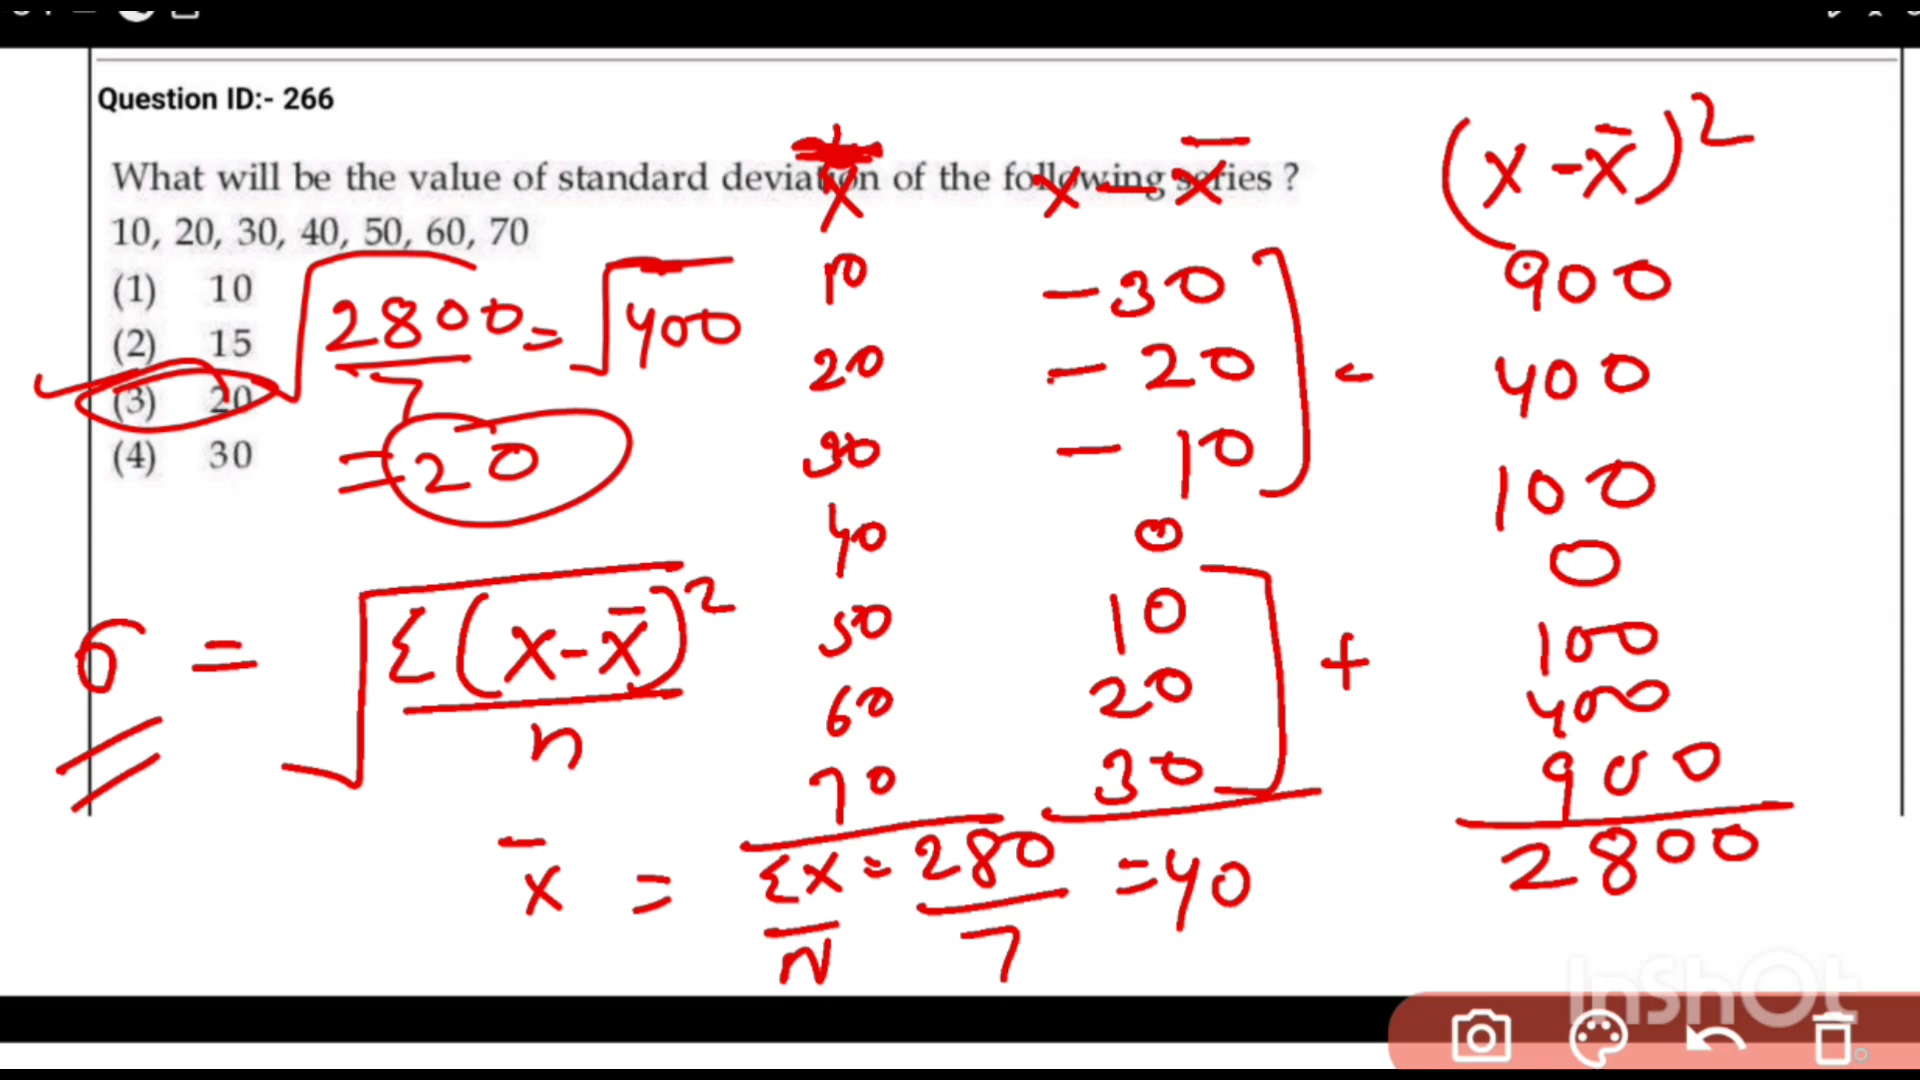 Question ID:- 266
What will be the value of standard deviation of the following series ?
10, 20, 30, 40, 50, 60, 70
(1) 10
(2) 15
(3) 20
(4) 30
√2800/7 = √400
= 20
σ = √Σ(x-x̄)²/n
x x-x̄ (x-x̄)²
10 -30 900
20 -20 400
30 -10 100
40 0 0
50 10 100
60 20 400
70 30 900
-
+
2800
x̄ = Σx/N = 280/7 = 40
InShOt